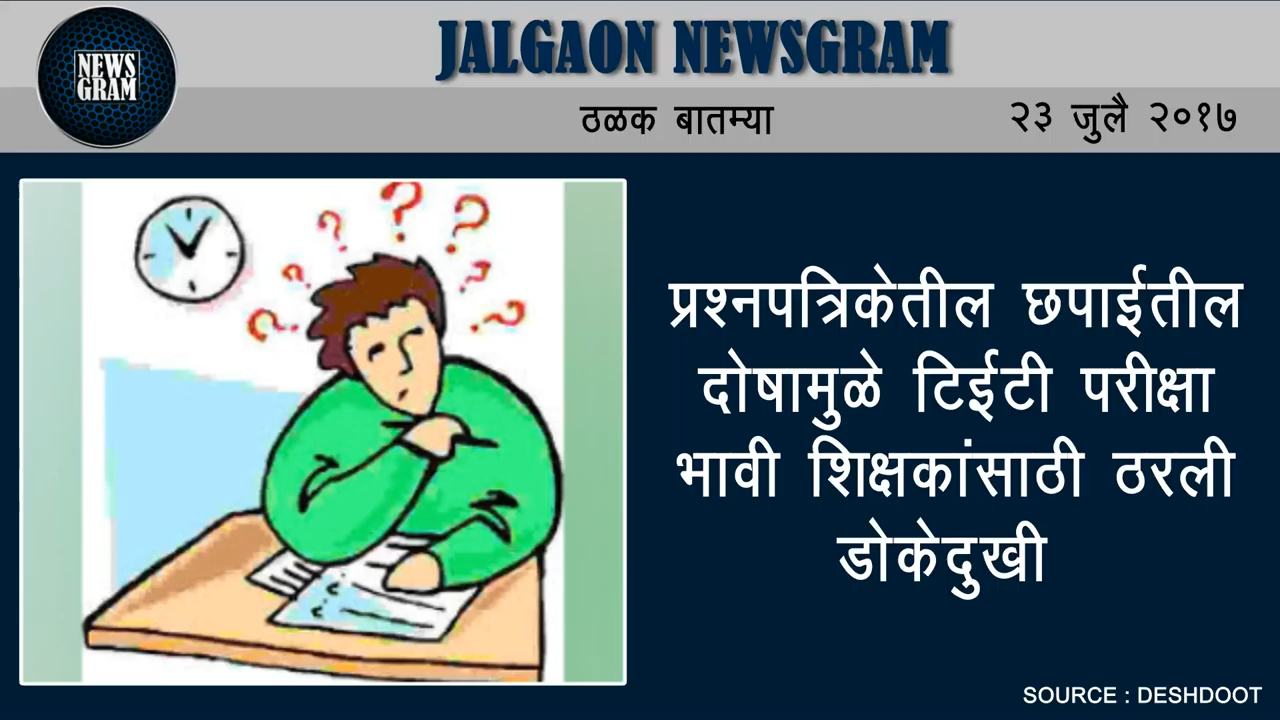 NEWS
GRAM
JALGAON NEWSGRAM
ठळक बातम्या
२३ जुलै २०१७
प्रश्नपत्रिकेतील छपाईतील
दोषामुळे टिईटी परीक्षा
भावी शिक्षकांसाठी ठरली
डोकेदुखी
SOURCE : DESHDOOT